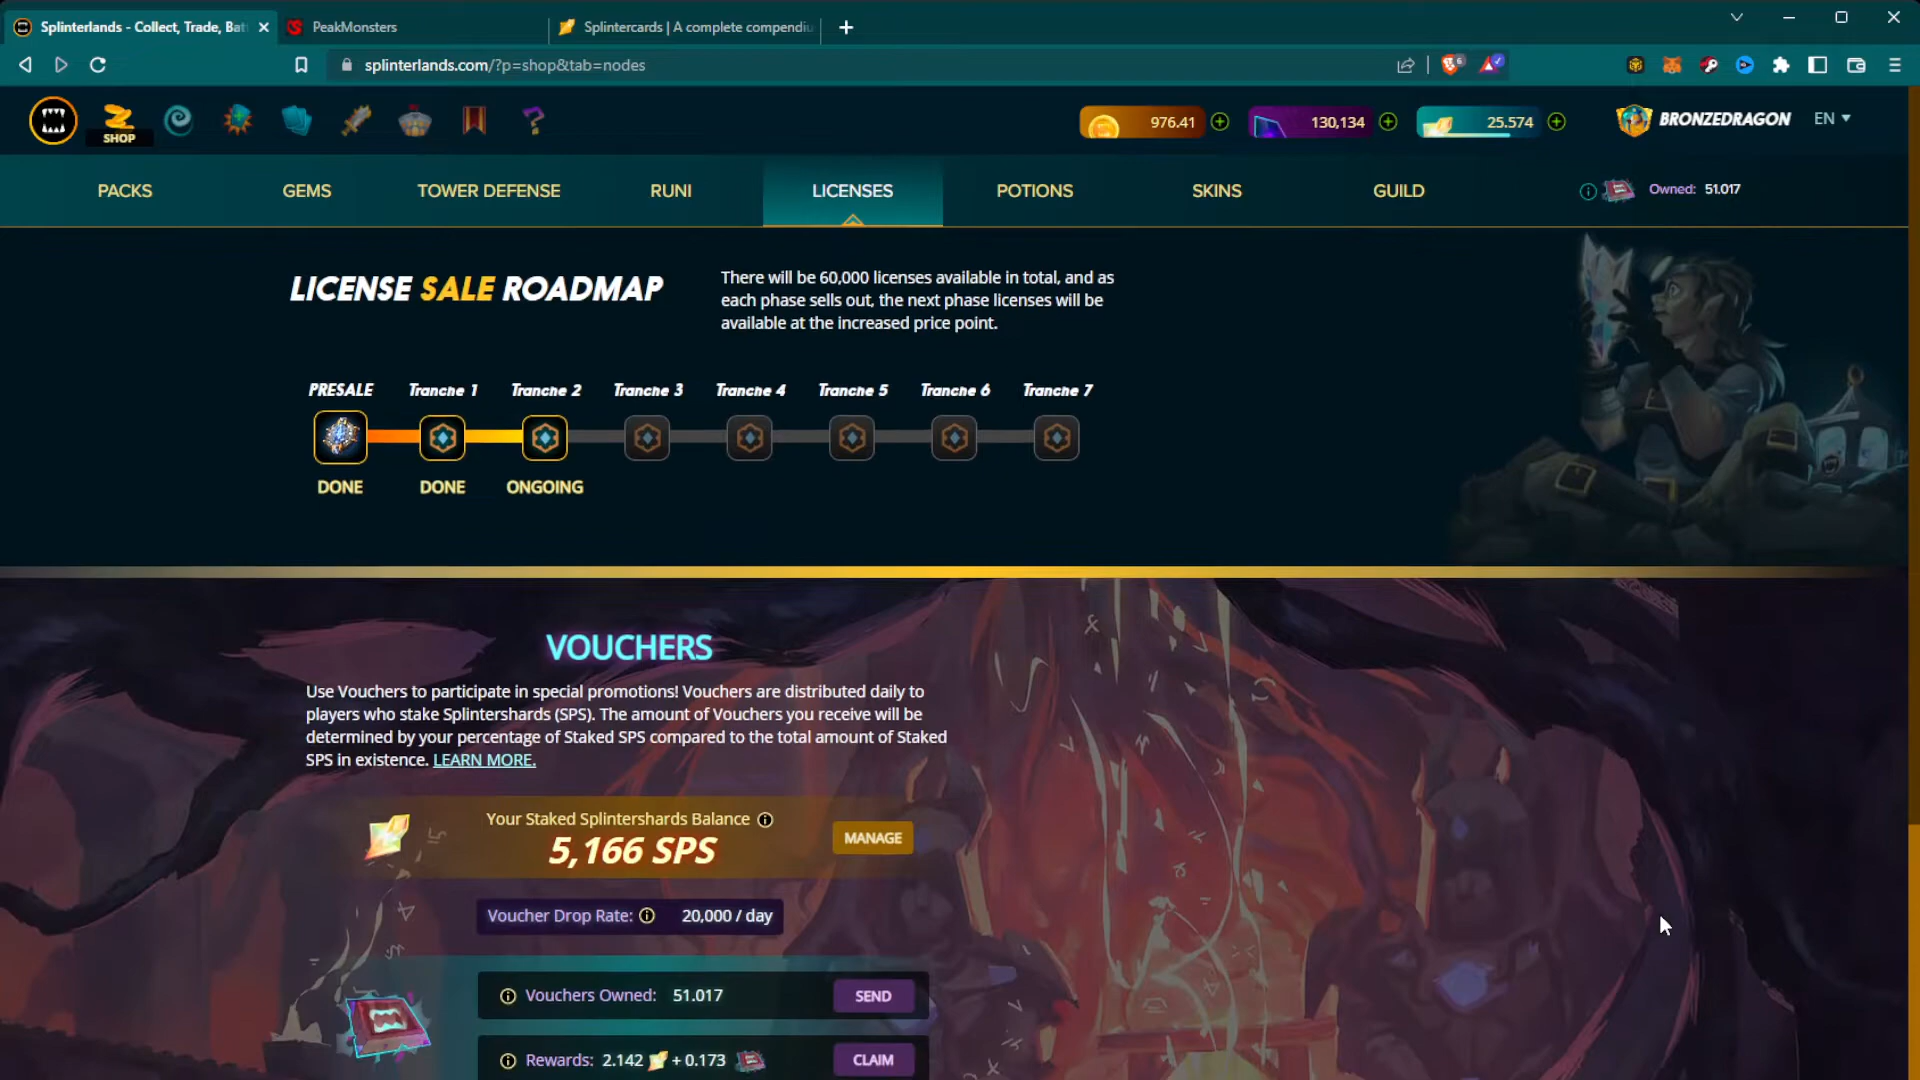 Splinterlands - Collect, Trade, Bat
PeakMonsters
Splintercards | A complete compendiu
splinterlands.com/?p=shop&tab=nodes
6
SHOP
976.41
130,134
25.574
BRONZEDRAGON
EN
PACKS
GEMS
TOWER DEFENSE
RUNI
LICENSES
POTIONS
SKINS
GUILD
Owned: 51.017
LICENSE SALE ROADMAP
There will be 60,000 licenses available in total, and as
each phase sells out, the next phase licenses will be
available at the increased price point.
PRESALE
Tranche 1
Tranche 2
Tranche 3
Tranche 4
Tranche 5
Tranche 6
Tranche 7
DONE
DONE
ONGOING
VOUCHERS
Use Vouchers to participate in special promotions! Vouchers are distributed daily to
players who stake Splintershards (SPS). The amount of Vouchers you receive will be
determined by your percentage of Staked SPS compared to the total amount of Staked
SPS in existence. LEARN MORE.
Your Staked Splintershards Balance
5,166 SPS
MANAGE
Voucher Drop Rate: 20,000 / day
Vouchers Owned: 51.017
SEND
Rewards: 2.142 + 0.173
CLAIM